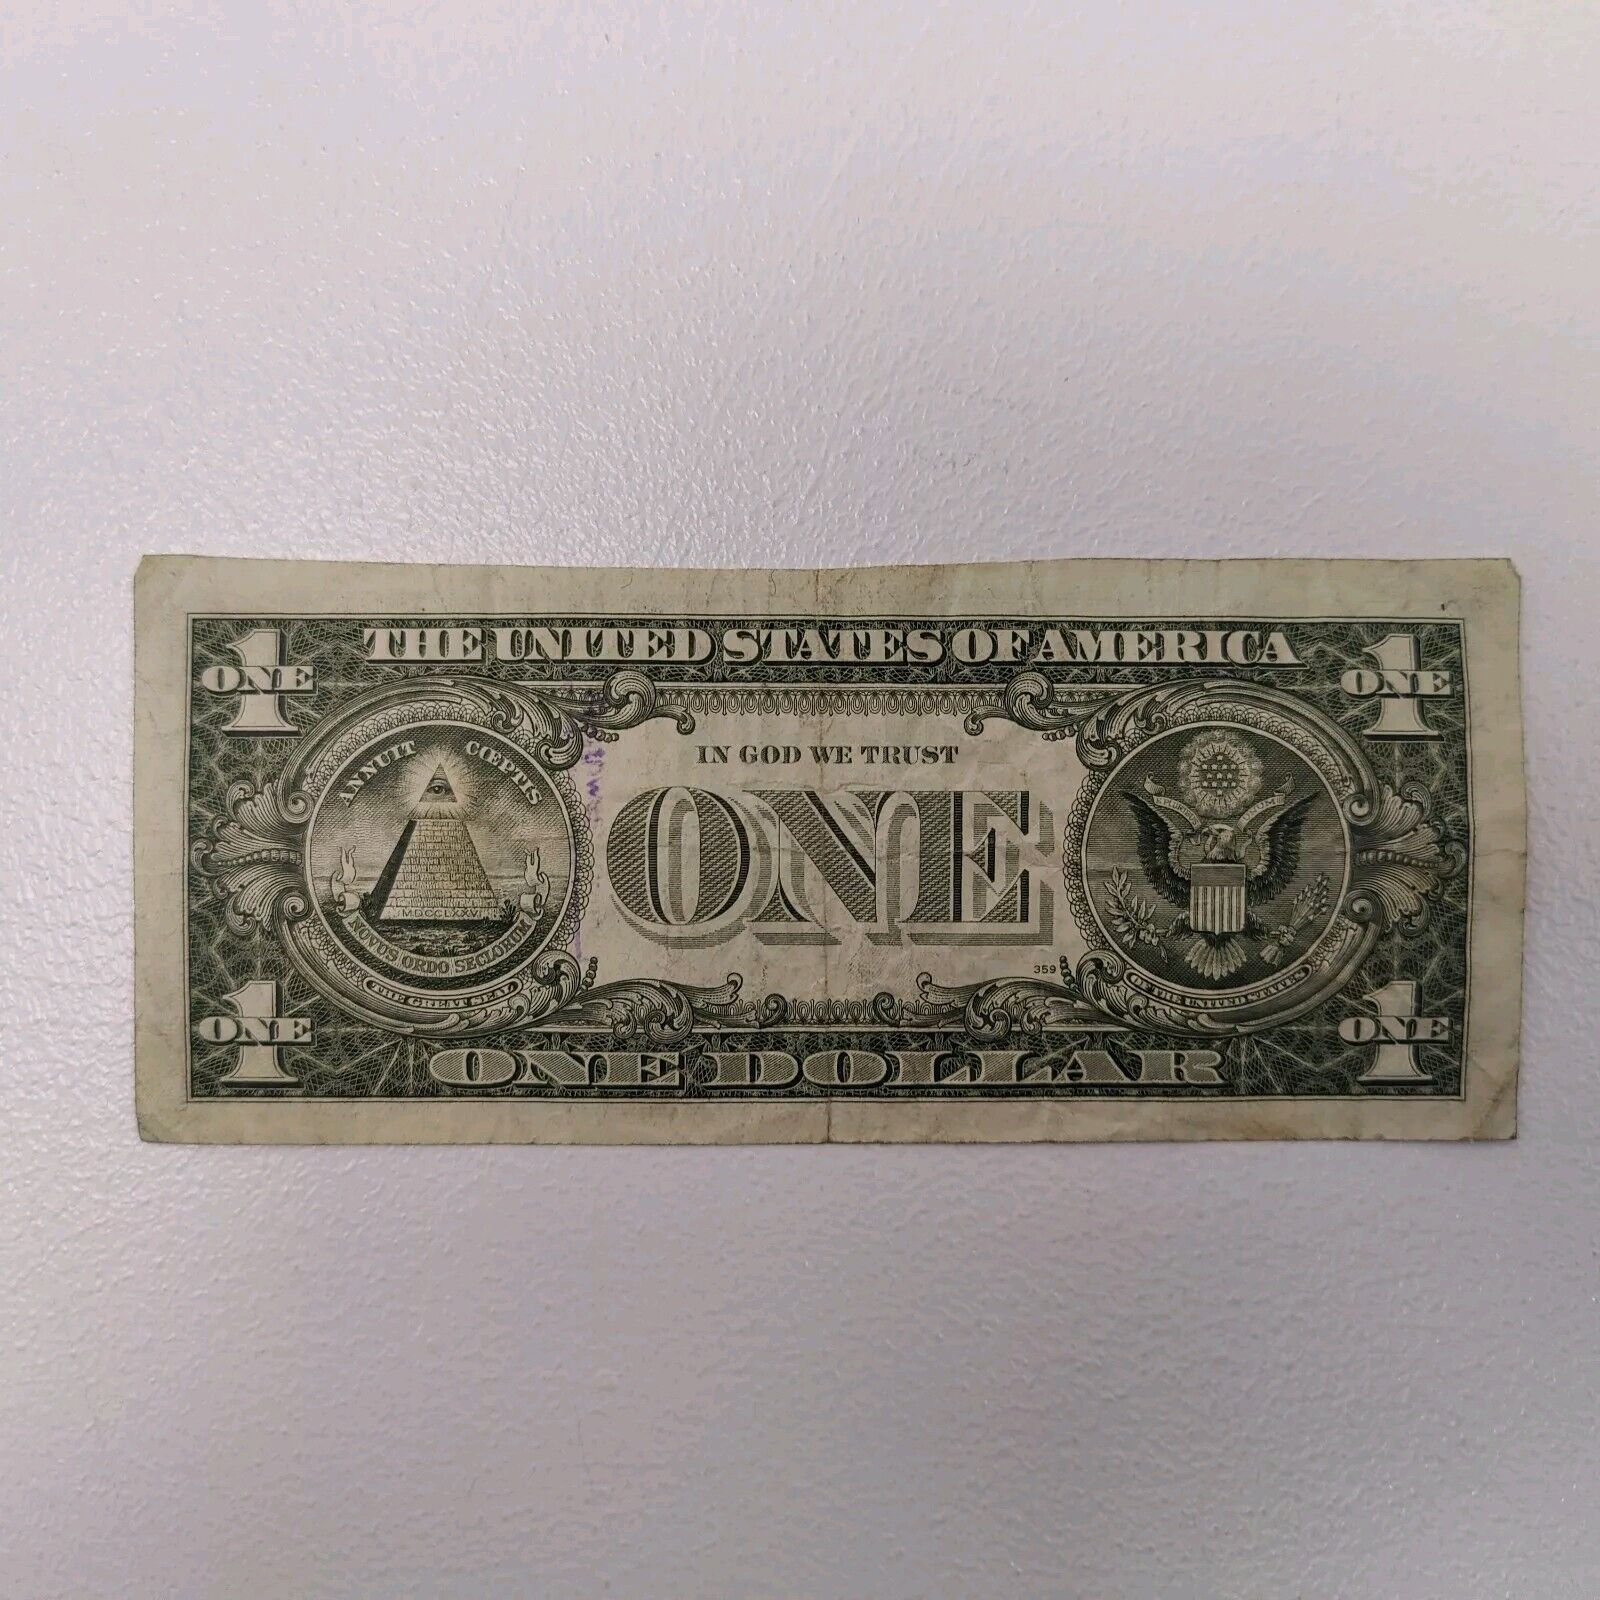 1 ONE
THE UNITED STATES OF AMERICA
1 ONE
IN GOD WE TRUST
ANNUIT CŒPTIS
ONE
MDCCLXXVI
NOVUS ORDO SECLORUM
359
THE GREAT SEAL
OF THE UNITED STATES
1 ONE
ONE DOLLAR
1 ONE